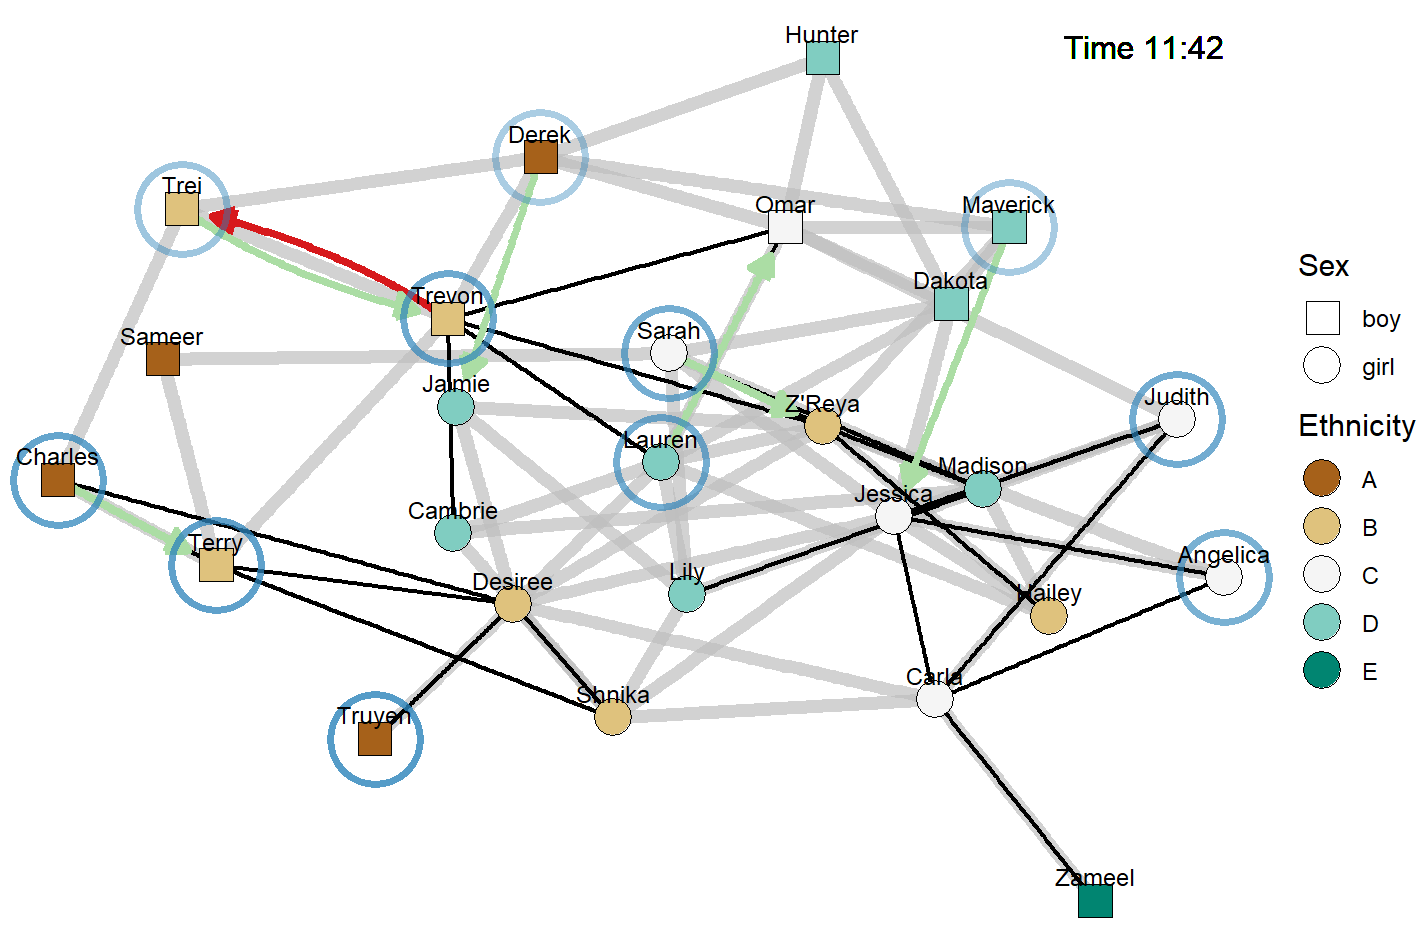 Hunter
Time 11:42
Derek
Trei
Omar
Maverick
Dakota
Trevon
Sameer
Sarah
Jaimie
Z'Reya
Judith
Lauren
Charles
Madison
Jessica
Cambrie
Terry
Desiree
Lily
Angelica
Hailey
Carla
Shnika
Truyen
Zameel
Sex
boy
girl
Ethnicity
A
B
C
D
E